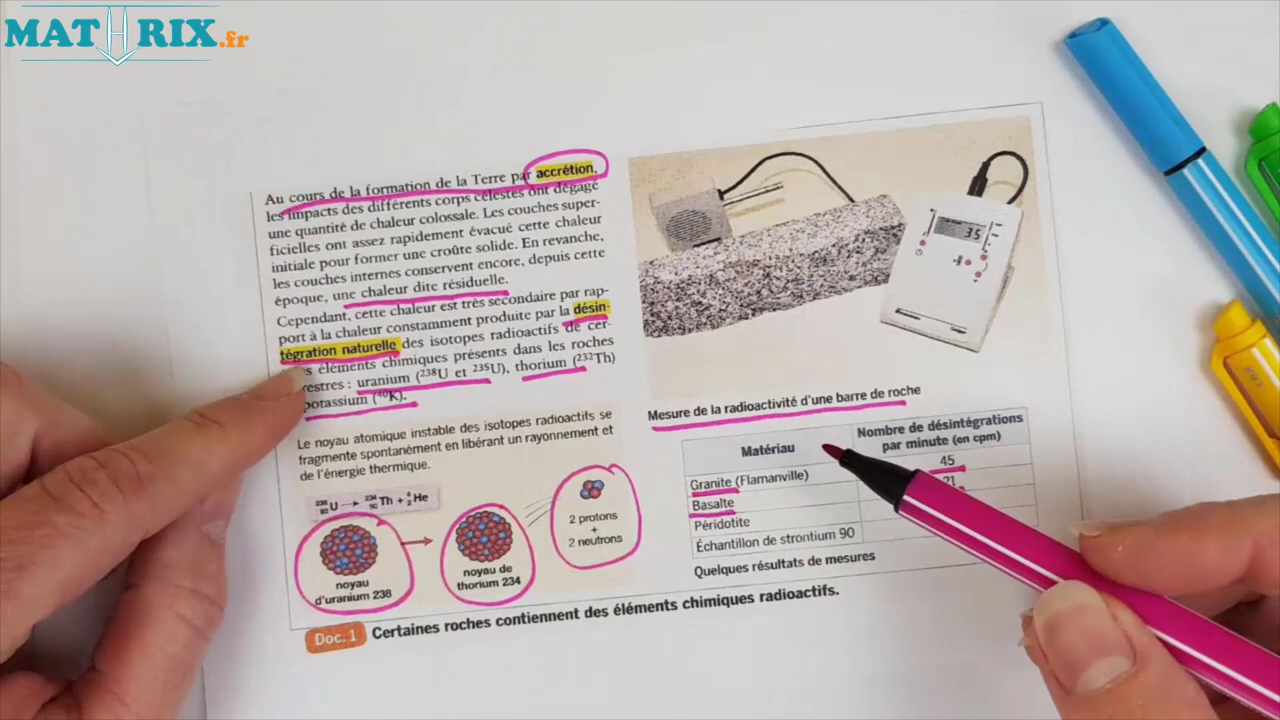 MATHRIX.fr
Au cours de la formation de la Terre par accrétion,
les impacts des différents corps célestes ont dégagé
une quantité de chaleur colossale. Les couches super-
ficielles ont assez rapidement évacué cette chaleur
initiale pour former une croûte solide. En revanche,
les couches internes conservent encore, depuis cette
époque, une chaleur dite résiduelle.
Cependant, cette chaleur est très secondaire par rap-
port à la chaleur constamment produite par la désin-
tégration naturelle des isotopes radioactifs de cer-
s éléments chimiques présents dans les roches
restres : uranium (²³⁸U et ²³⁵U), thorium (²³²Th)
potassium (⁴⁰K).
Le noyau atomique instable des isotopes radioactifs se
fragmente spontanément en libérant un rayonnement et
de l'énergie thermique.
²³⁸₉₀U → ²³⁴₉₀Th + ⁴₂He
noyau
d'uranium 238
noyau de
thorium 234
2 protons
+
2 neutrons
35
Mesure de la radioactivité d'une barre de roche
Matériau Nombre de désintégrations
par minute (en cpm)
Granite (Flamanville) 45
Basalte 21
Péridotite
Échantillon de strontium 90
Quelques résultats de mesures
Doc. 1 Certaines roches contiennent des éléments chimiques radioactifs.